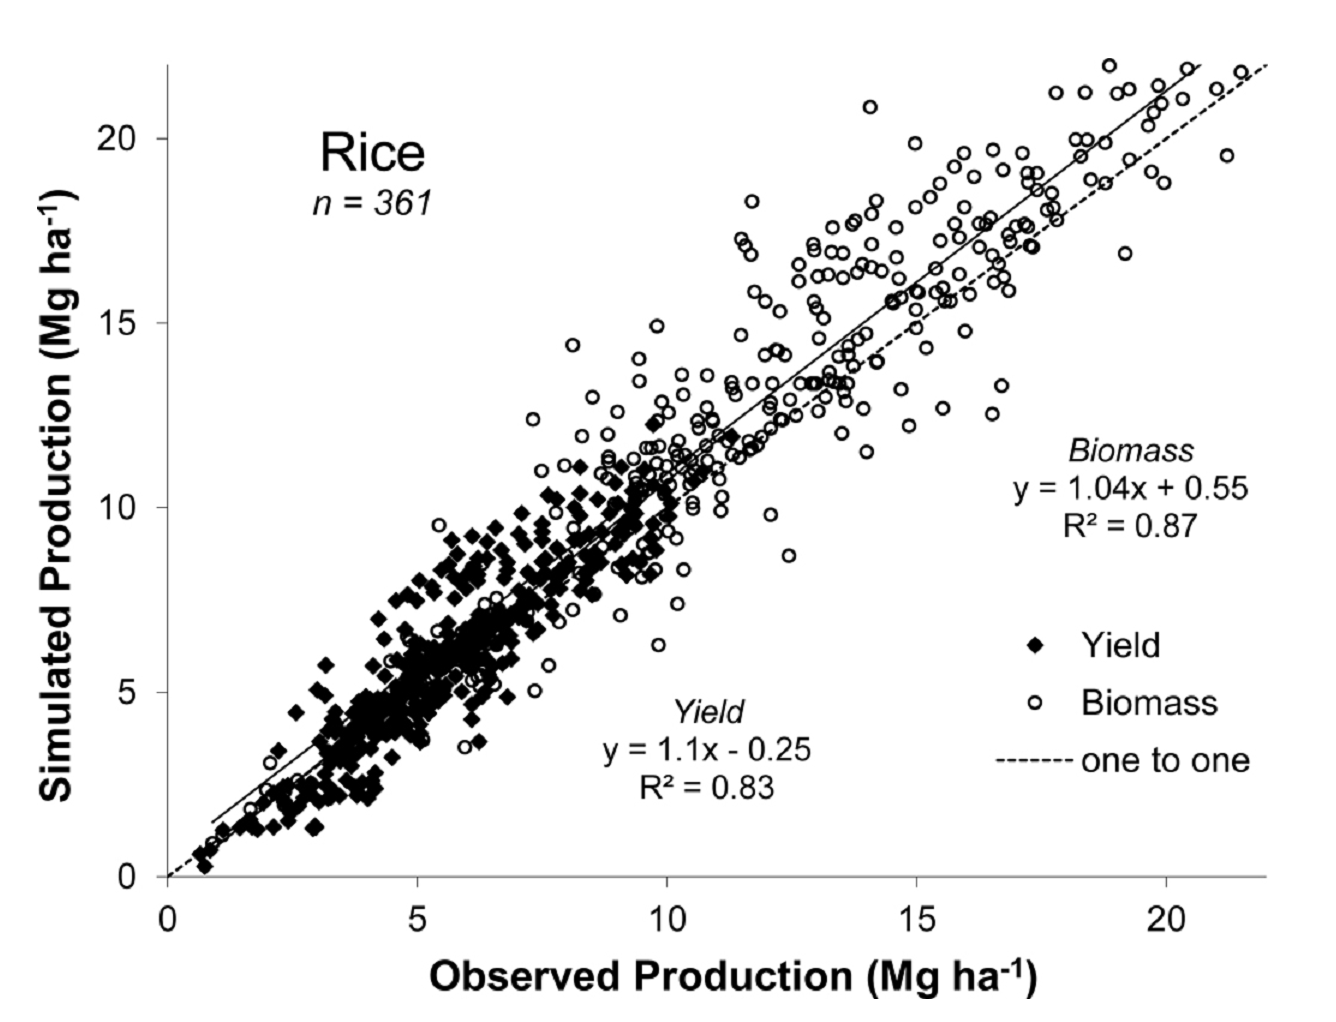 Rice
n = 361
20
15
10
5
0
Simulated Production (Mg ha⁻¹)
Biomass
y = 1.04x + 0.55
R² = 0.87
Yield
y = 1.1x - 0.25
R² = 0.83
Yield
Biomass
one to one
0 5 10 15 20
Observed Production (Mg ha⁻¹)